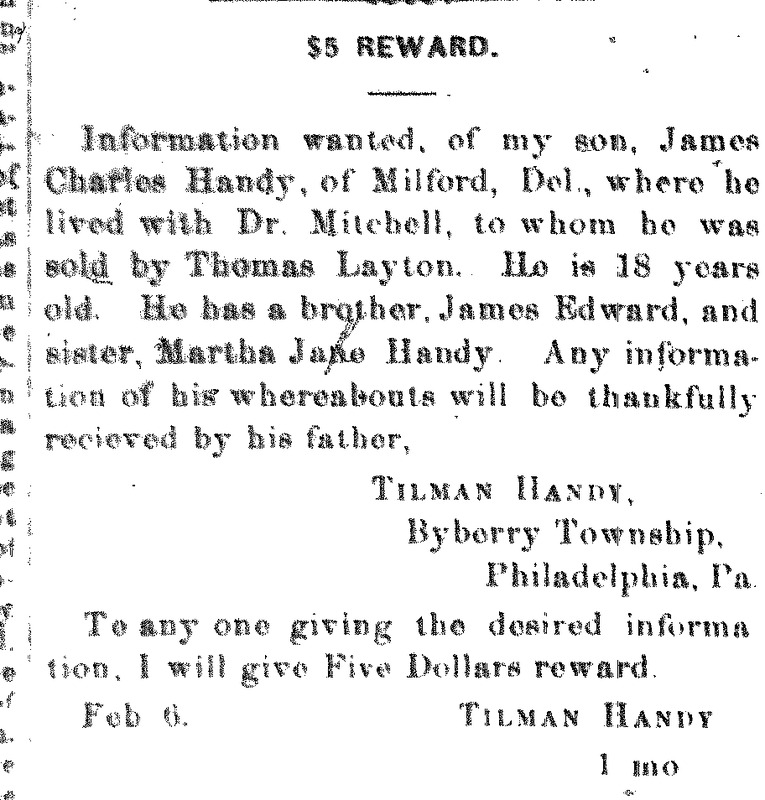 $5 REWARD.
Information wanted, of my son, James
Charles Handy, of Milford, Del., where he
lived with Dr. Mitchell, to whom he was
sold by Thomas Layton. He is 18 years
old. He has a brother, James Edward, and
sister, Martha Jane Handy. Any informa-
tion of his whereabouts will be thankfully
recieved by his father,
TILMAN HANDY,
Byberry Township,
Philadelphia, Pa.
To any one giving the desired informa
tion, I will give Five Dollars reward.
Feb 6. TILMAN HANDY
1 mo